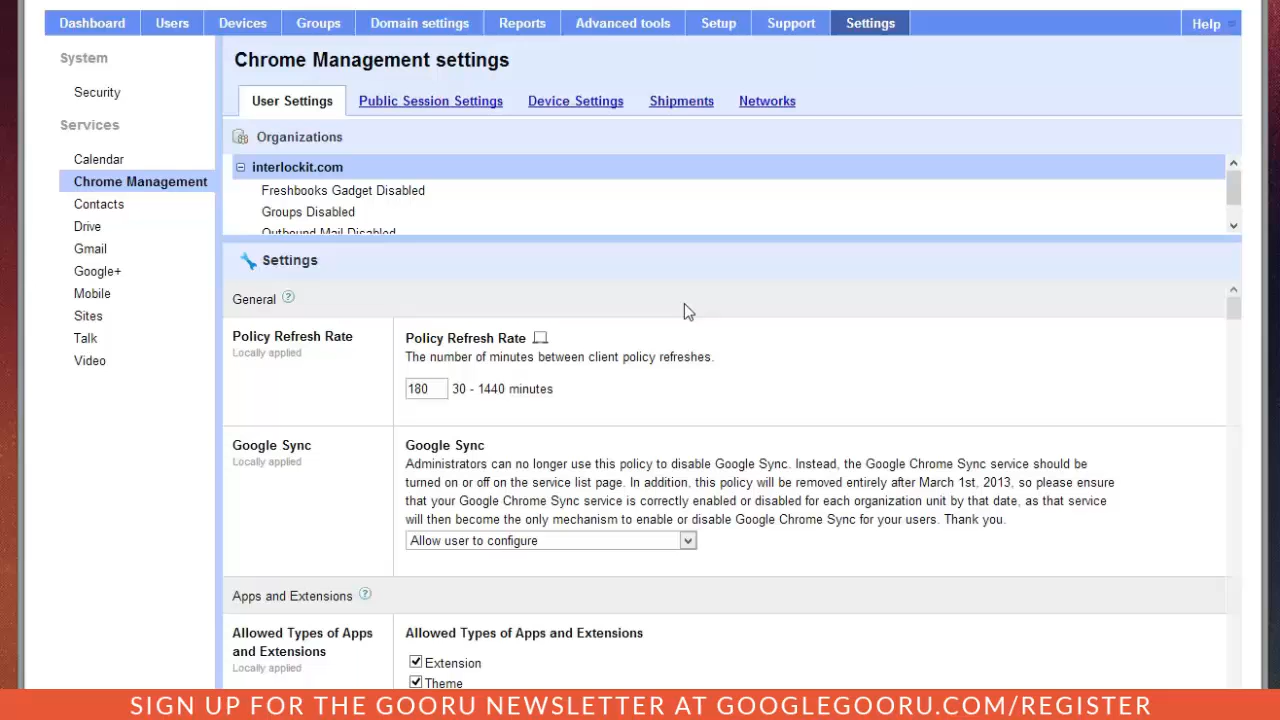 Dashboard Users Devices Groups Domain settings Reports Advanced tools Setup Support Settings Help
System
Security
Services
Calendar
Chrome Management
Contacts
Drive
Gmail
Google+
Mobile
Sites
Talk
Video
Chrome Management settings
User Settings Public Session Settings Device Settings Shipments Networks
Organizations
interlockit.com
Freshbooks Gadget Disabled
Groups Disabled
Outbound Mail Disabled
Settings
General ?
Policy Refresh Rate
Locally applied
Policy Refresh Rate
The number of minutes between client policy refreshes.
180 30 - 1440 minutes
Google Sync
Locally applied
Google Sync
Administrators can no longer use this policy to disable Google Sync. Instead, the Google Chrome Sync service should be
turned on or off on the service list page. In addition, this policy will be removed entirely after March 1st, 2013, so please ensure
that your Google Chrome Sync service is correctly enabled or disabled for each organization unit by that date, as that service
will then become the only mechanism to enable or disable Google Chrome Sync for your users. Thank you.
Allow user to configure
Apps and Extensions ?
Allowed Types of Apps
and Extensions
Locally applied
Allowed Types of Apps and Extensions
Extension
Theme
SIGN UP FOR THE GOORU NEWSLETTER AT GOOGLEGOORU.COM/REGISTER